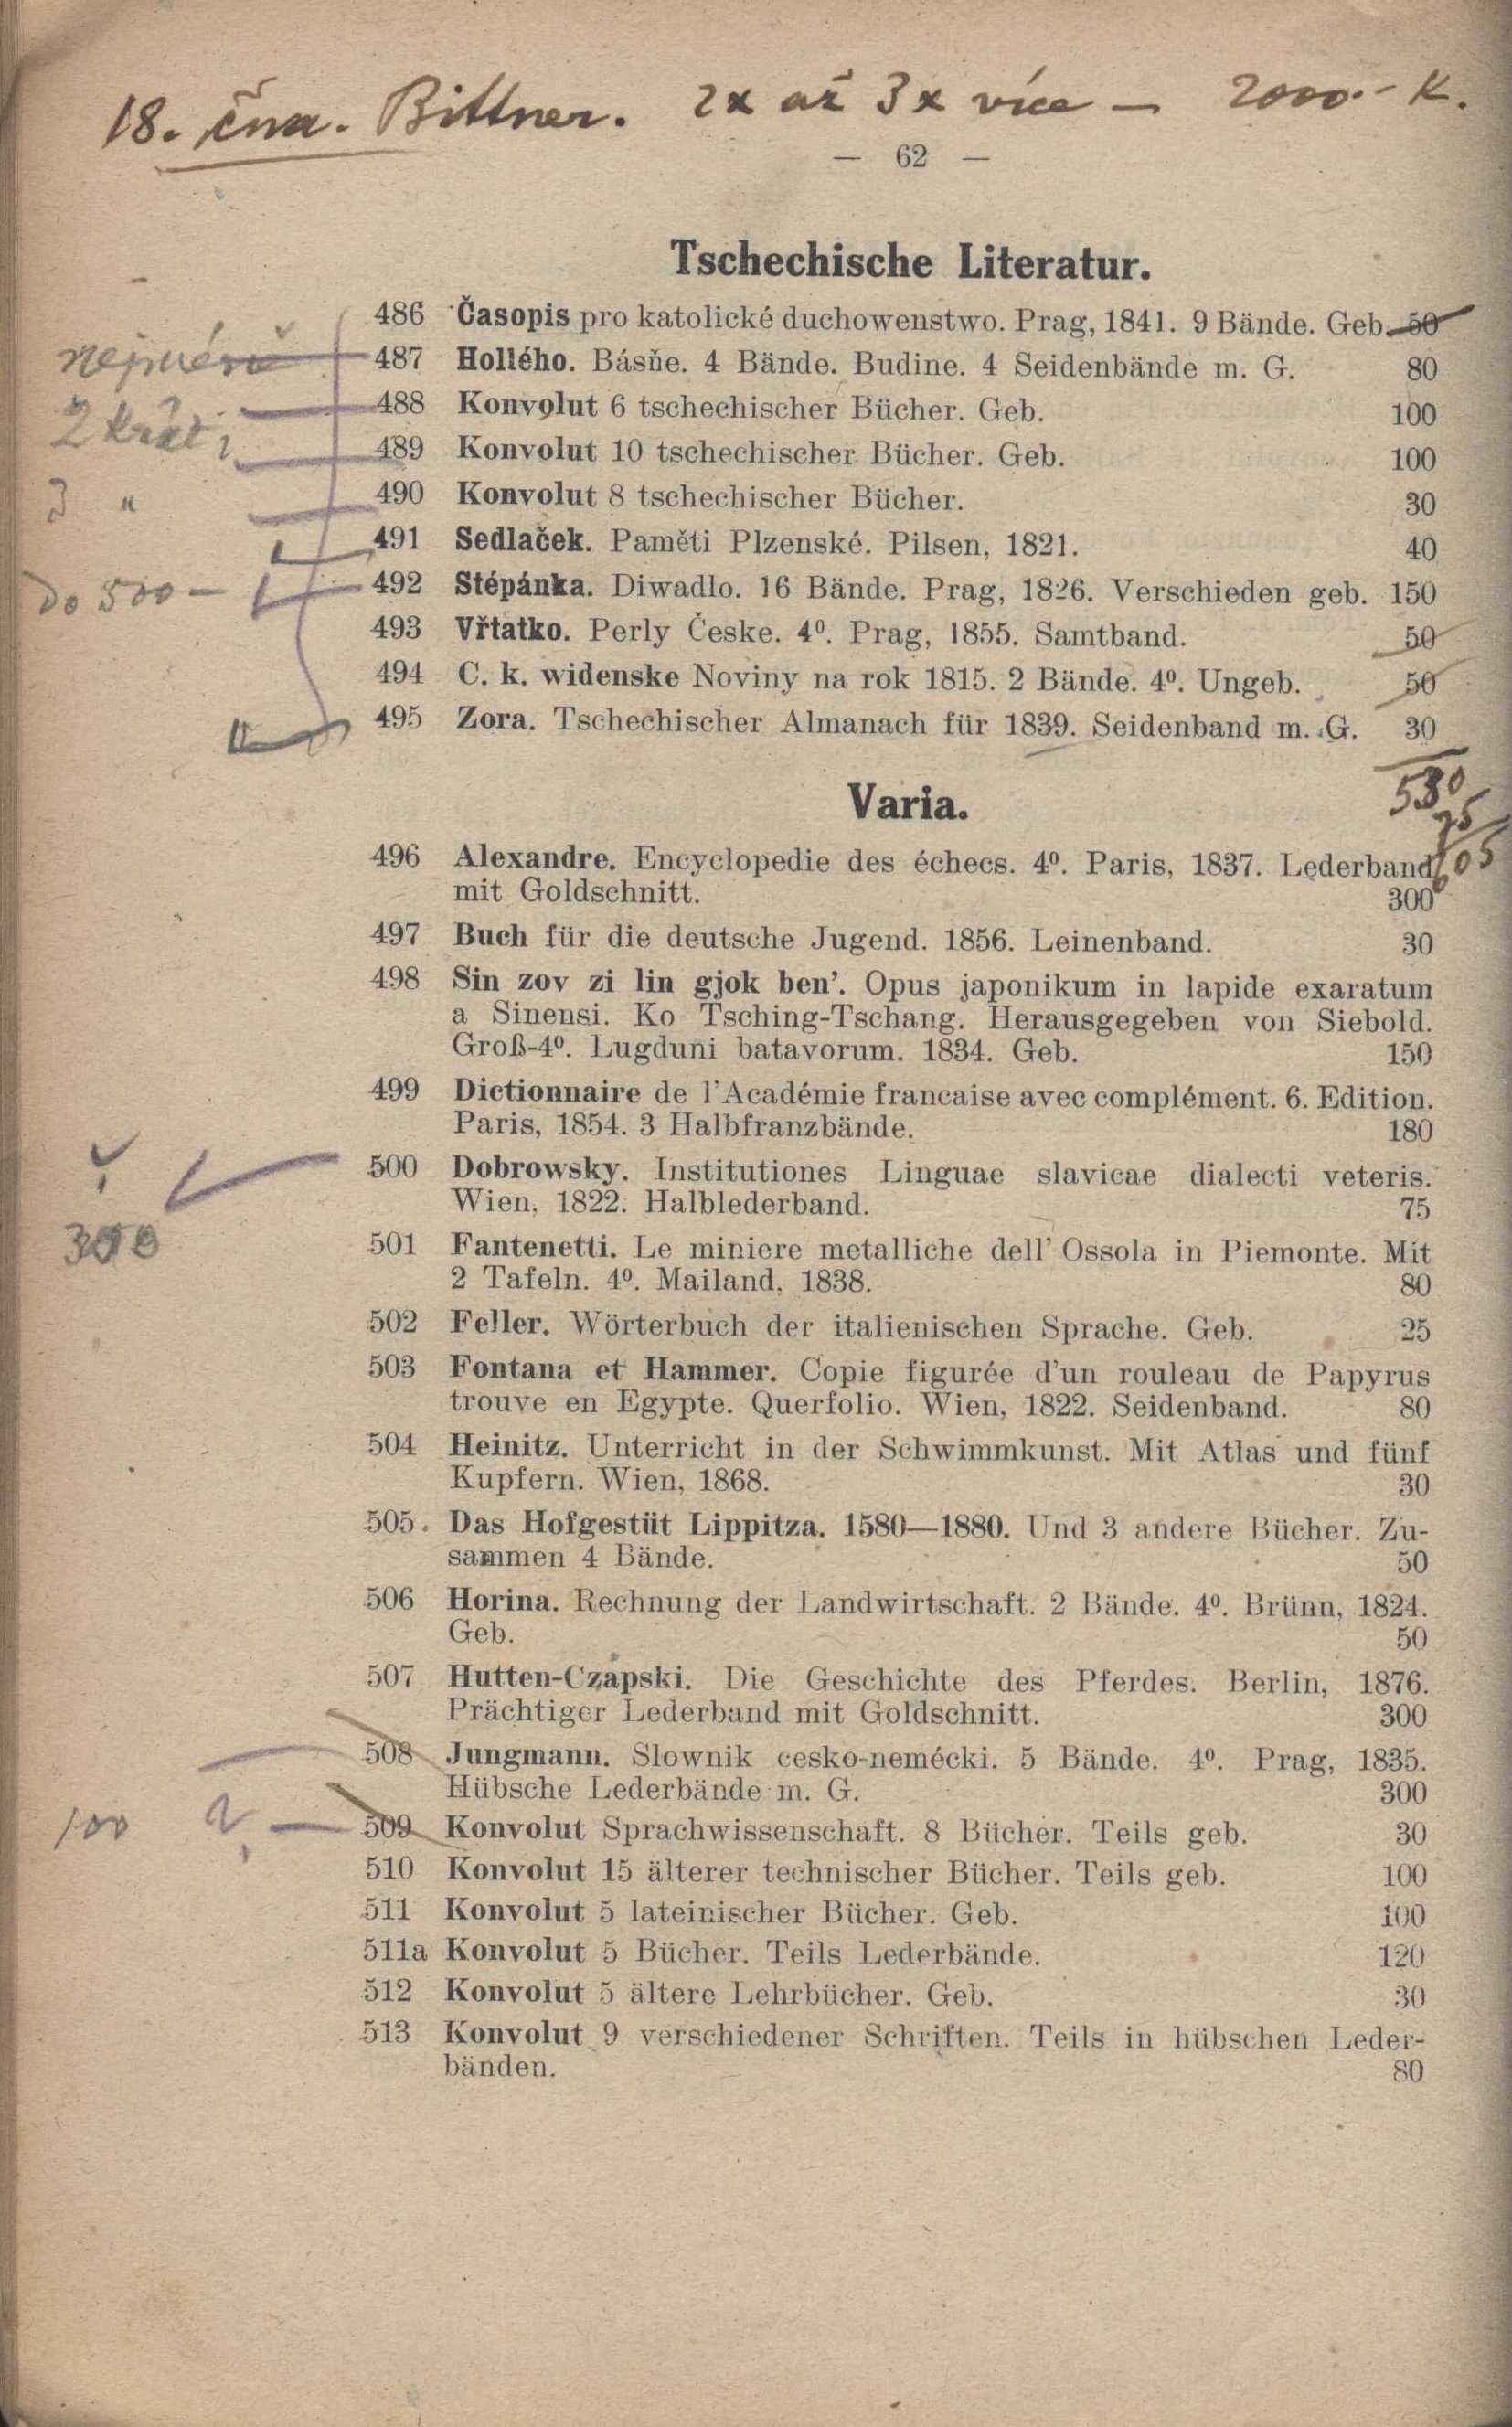 18. čna. Bittner. 2x až 3x více — 2000.- K.
— 62 —
Tschechische Literatur.
486 Časopis pro katolické duchowenstwo. Prag, 1841. 9 Bände. Geb. 50
nejméně
487 Hollého. Básňe. 4 Bände. Budine. 4 Seidenbände m. G. 80
2 krát
488 Konvolut 6 tschechischer Bücher. Geb. 100
489 Konvolut 10 tschechischer Bücher. Geb. 100
3 "
490 Konvolut 8 tschechischer Bücher. 30
491 Sedlaček. Paměti Plzenské. Pilsen, 1821. 40
do 500 —
492 Stépánka. Diwadlo. 16 Bände. Prag, 1826. Verschieden geb. 150
493 Vřtatko. Perly Česke. 4⁰. Prag, 1855. Samtband. 50
494 C. k. widenske Noviny na rok 1815. 2 Bände. 4⁰. Ungeb. 50
495 Zora. Tschechischer Almanach für 1839. Seidenband m. G. 30
530
75
605
Varia.
496 Alexandre. Encyclopedie des échecs. 4⁰. Paris, 1837. Lederband
mit Goldschnitt. 300
497 Buch für die deutsche Jugend. 1856. Leinenband. 30
498 Sin zov zi lin gjok ben’. Opus japonikum in lapide exaratum
a Sinensi. Ko Tsching-Tschang. Herausgegeben von Siebold.
Groß-4⁰. Lugduni batavorum. 1834. Geb. 150
499 Dictionnaire de l’Académie francaise avec complément. 6. Edition.
Paris, 1854. 3 Halbfranzbände. 180
500 Dobrowsky. Institutiones Linguae slavicae dialecti veteris.
Wien, 1822. Halblederband. 75
300
501 Fantenetti. Le miniere metalliche dell’ Ossola in Piemonte. Mit
2 Tafeln. 4⁰. Mailand, 1838. 80
502 Feller. Wörterbuch der italienischen Sprache. Geb. 25
503 Fontana et Hammer. Copie figurée d’un rouleau de Papyrus
trouve en Egypte. Querfolio. Wien, 1822. Seidenband. 80
504 Heinitz. Unterricht in der Schwimmkunst. Mit Atlas und fünf
Kupfern. Wien, 1868. 30
505. Das Hofgestüt Lippitza. 1580—1880. Und 3 andere Bücher. Zu-
sammen 4 Bände. 50
506 Horina. Rechnung der Landwirtschaft. 2 Bände. 4⁰. Brünn, 1824.
Geb. 50
507 Hutten-Czapski. Die Geschichte des Pferdes. Berlin, 1876.
Prächtiger Lederband mit Goldschnitt. 300
508 Jungmann. Slownik cesko-nemécki. 5 Bände. 4⁰. Prag, 1835.
Hübsche Lederbände m. G. 300
100
509 Konvolut Sprachwissenschaft. 8 Bücher. Teils geb. 30
510 Konvolut 15 älterer technischer Bücher. Teils geb. 100
511 Konvolut 5 lateinischer Bücher. Geb. 100
511a Konvolut 5 Bücher. Teils Lederbände. 120
512 Konvolut 5 ältere Lehrbücher. Geb. 30
513 Konvolut 9 verschiedener Schriften. Teils in hübschen Leder-
bänden. 80